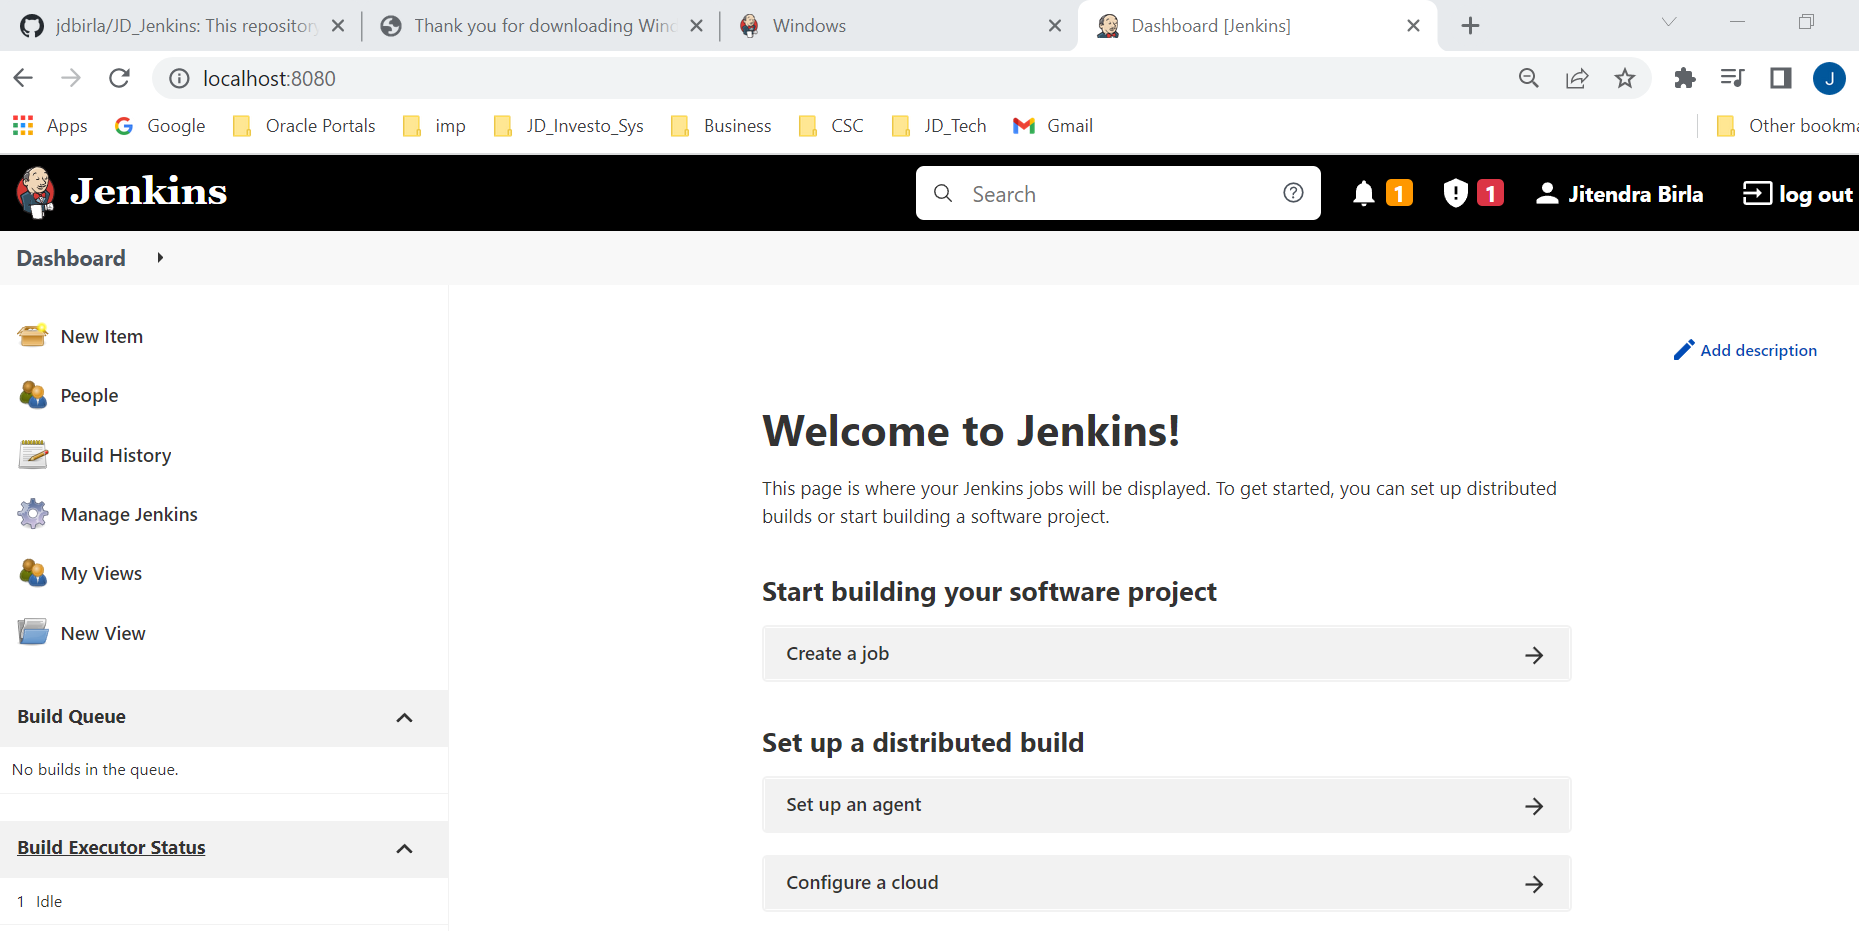 jdbirla/JD_Jenkins: This repository
Thank you for downloading Wind
Windows
Dashboard [Jenkins]
localhost:8080
J
Apps
Google
Oracle Portals
imp
JD_Investo_Sys
Business
CSC
JD_Tech
Gmail
Other bookma
Jenkins
Search
1
1
Jitendra Birla
log out
Dashboard
New Item
People
Build History
Manage Jenkins
My Views
New View
Build Queue
No builds in the queue.
Build Executor Status
1 Idle
Add description
Welcome to Jenkins!
This page is where your Jenkins jobs will be displayed. To get started, you can set up distributed
builds or start building a software project.
Start building your software project
Create a job
Set up a distributed build
Set up an agent
Configure a cloud